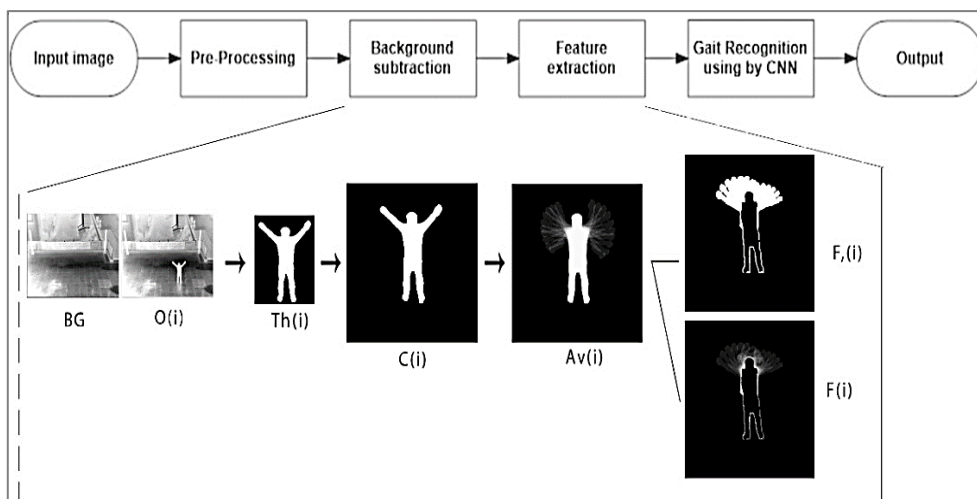 Input image
Pre-Processing
Background
subtraction
Feature
extraction
Gait Recognition
using by CNN
Output
BG
O(i)
Th(i)
C(i)
Av(i)
F,(i)
F(i)